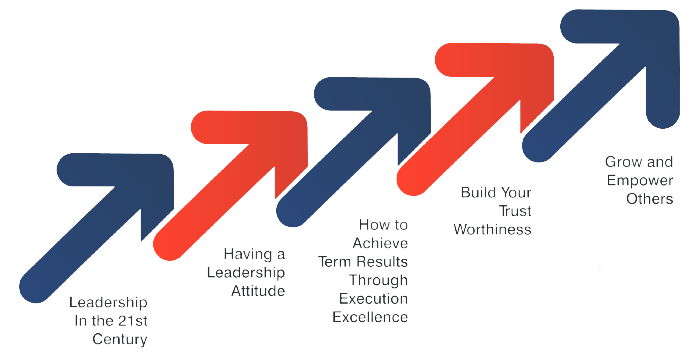 Leadership
In the 21st
Century
Having a
Leadership
Attitude
How to
Achieve
Term Results
Through
Execution
Excellence
Build Your
Trust
Worthiness
Grow and
Empower
Others